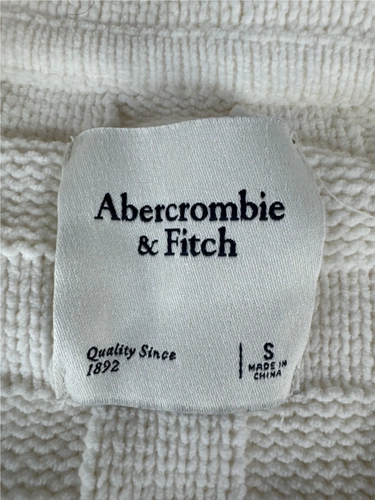 Abercrombie
& Fitch
Quality Since
1892
S
MADE IN
CHINA